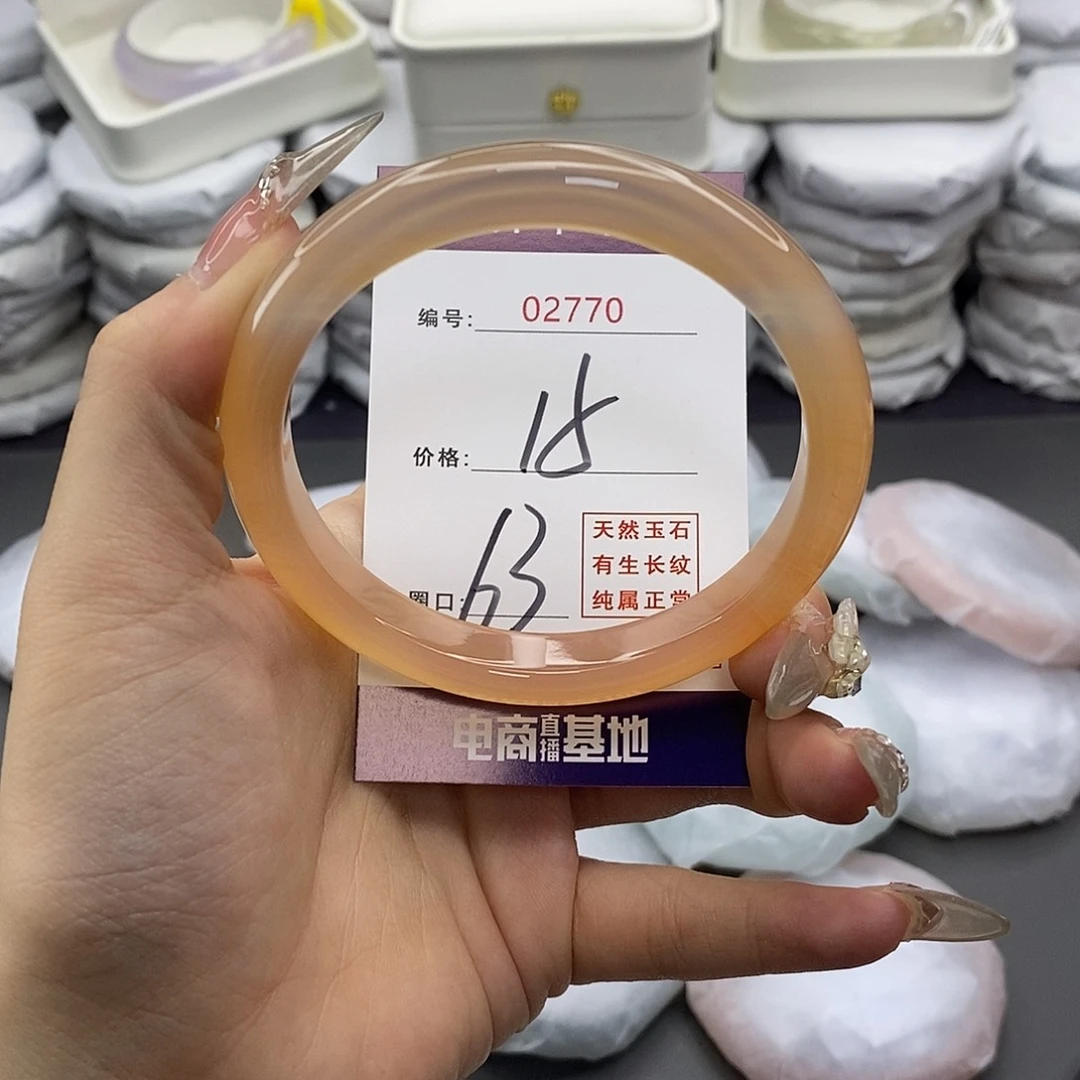 编号: 02770
价格: 18
圈口: 63
天然玉石
有生长纹
纯属正常
电商直播基地